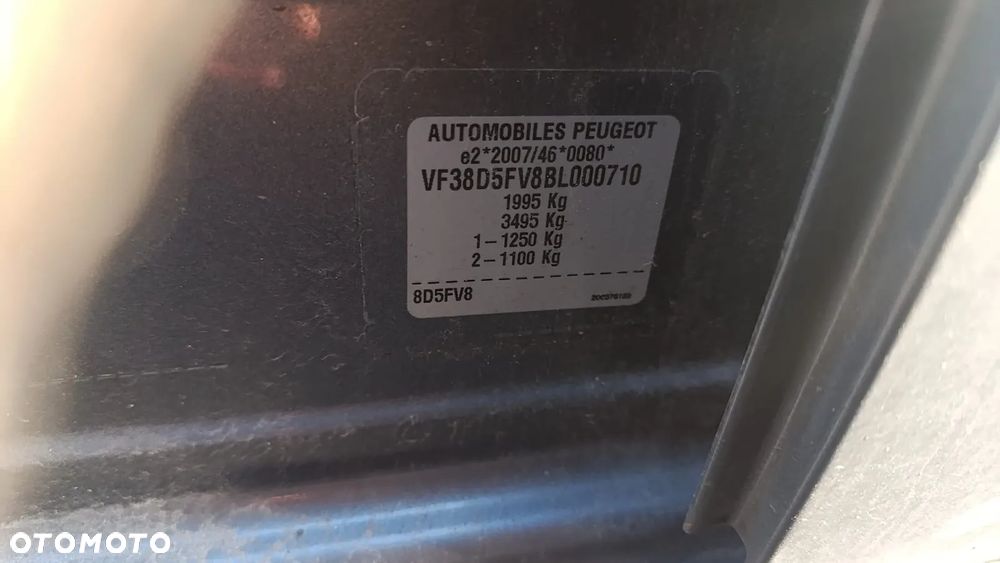 AUTOMOBILES PEUGEOT
e2*2007/46*0080*
VF38D5FV8BL000710
1995 Kg
3495 Kg
1-1250 Kg
2-1100 Kg
8D5FV8
OTOMOTO